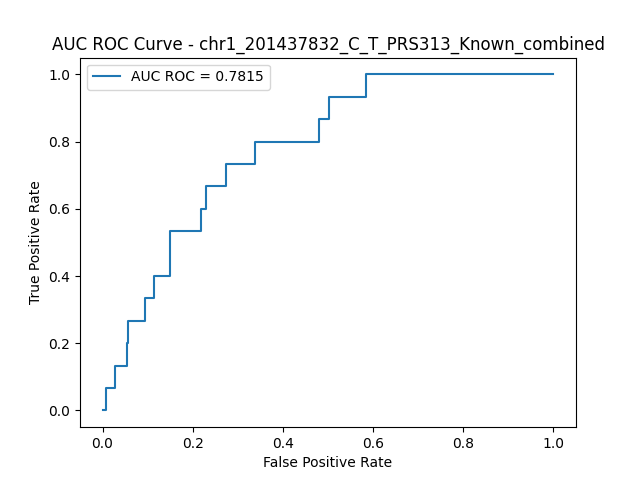 AUC ROC Curve - chr1_201437832_C_T_PRS313_Known_combined
AUC ROC = 0.7815
1.0
0.8
0.6
0.4
0.2
0.0
True Positive Rate
0.0 0.2 0.4 0.6 0.8 1.0
False Positive Rate